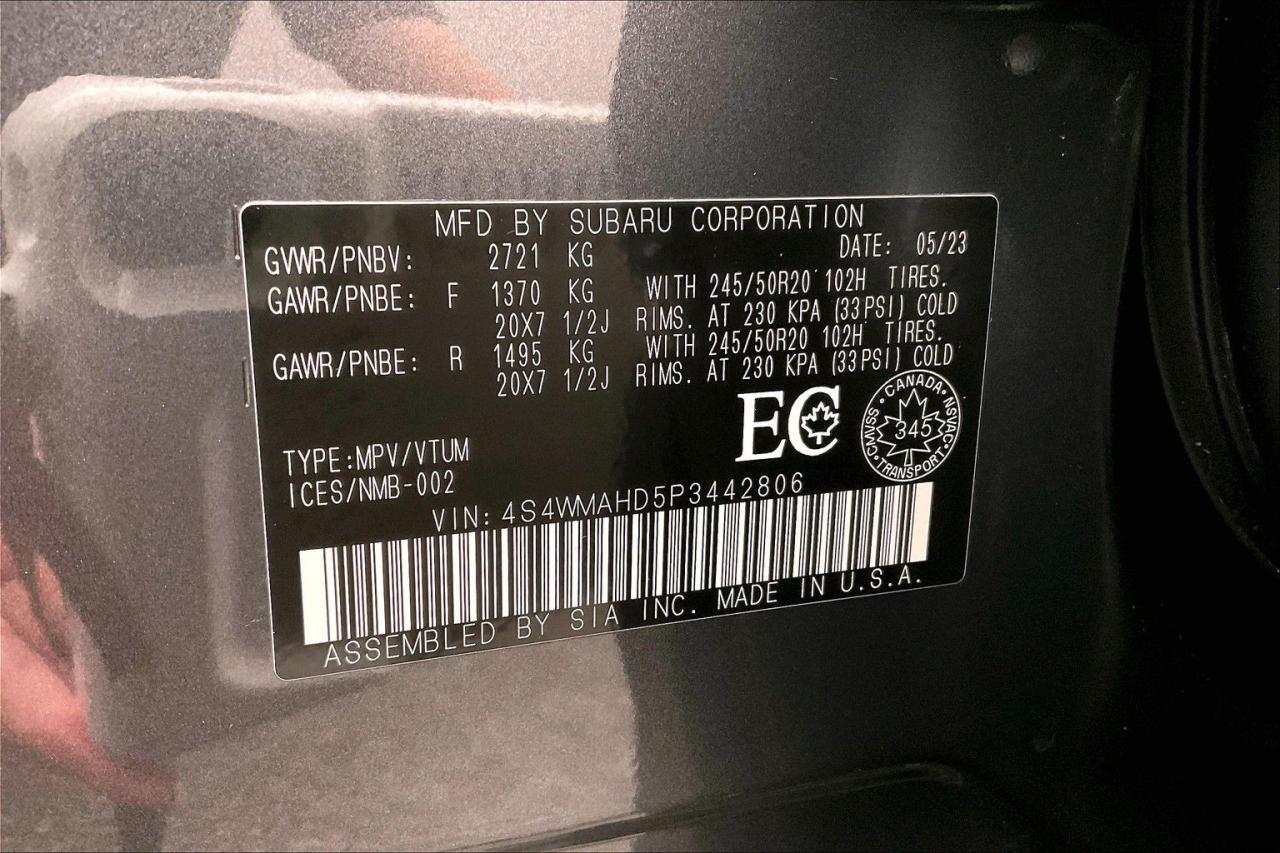 MFD BY SUBARU CORPORATION
GVWR/PNBV: 2721 KG DATE: 05/23
GAWR/PNBE: F 1370 KG WITH 245/50R20 102H TIRES.
20X7 1/2J RIMS. AT 230 KPA (33PSI) COLD
GAWR/PNBE: R 1495 KG WITH 245/50R20 102H TIRES.
20X7 1/2J RIMS. AT 230 KPA (33PSI) COLD
EC
CANADA · NSVAC · TRANSPORT · CMVSS
345
TYPE:MPV/VTUM
ICES/NMB-002
VIN: 4S4WMAHD5P3442806
ASSEMBLED BY SIA INC. MADE IN U.S.A.